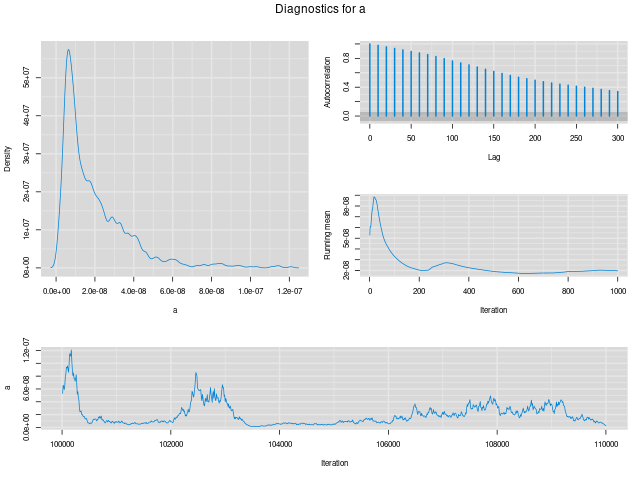 Diagnostics for a
Density
0e+00
1e+07
2e+07
3e+07
4e+07
5e+07
0.0e+00 2.0e-08 4.0e-08 6.0e-08 8.0e-08 1.0e-07 1.2e-07
a
Autocorrelation
0.0 0.4 0.8
0 50 100 150 200 250 300
Lag
Running mean
2e-08 5e-08 8e-08
0 200 400 600 800 1000
Iteration
a
0.0e+00 6.0e-08 1.2e-07
100000 102000 104000 106000 108000 110000
Iteration